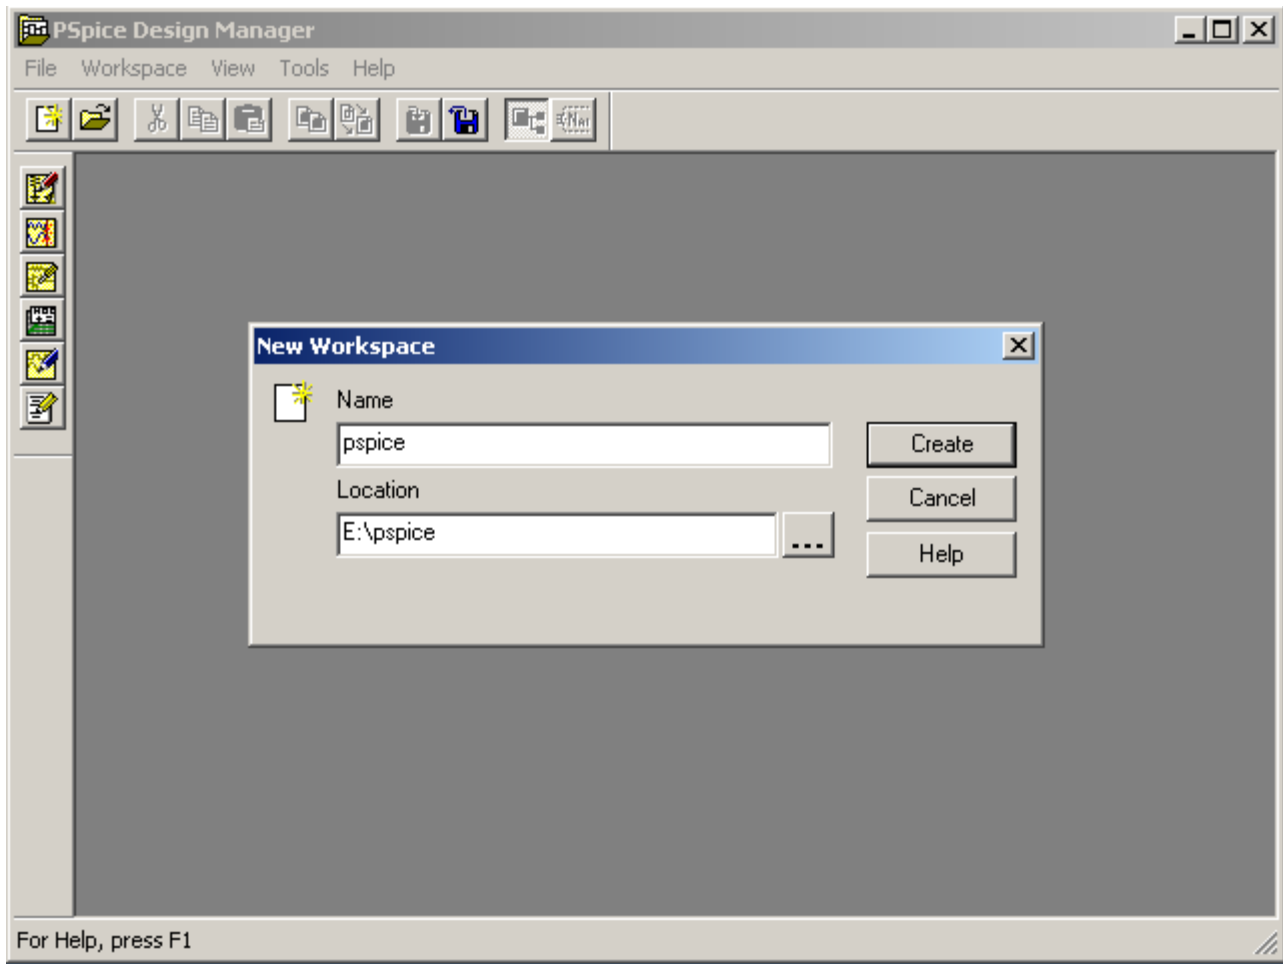 PSpice Design Manager
File Workspace View Tools Help
New Workspace
Name
pspice
Create
Location
Cancel
E:\pspice
...
Help
For Help, press F1